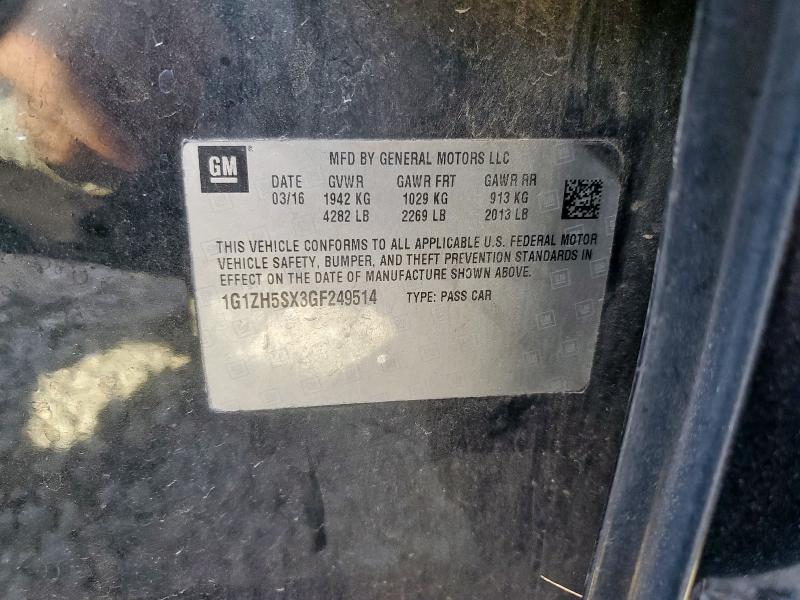 GM ® MFD BY GENERAL MOTORS LLC
DATE GVWR GAWR FRT GAWR RR
03/16 1942 KG 1029 KG 913 KG
4282 LB 2269 LB 2013 LB
THIS VEHICLE CONFORMS TO ALL APPLICABLE U.S. FEDERAL MOTOR
VEHICLE SAFETY, BUMPER, AND THEFT PREVENTION STANDARDS IN
EFFECT ON THE DATE OF MANUFACTURE SHOWN ABOVE.
1G1ZH5SX3GF249514 TYPE: PASS CAR